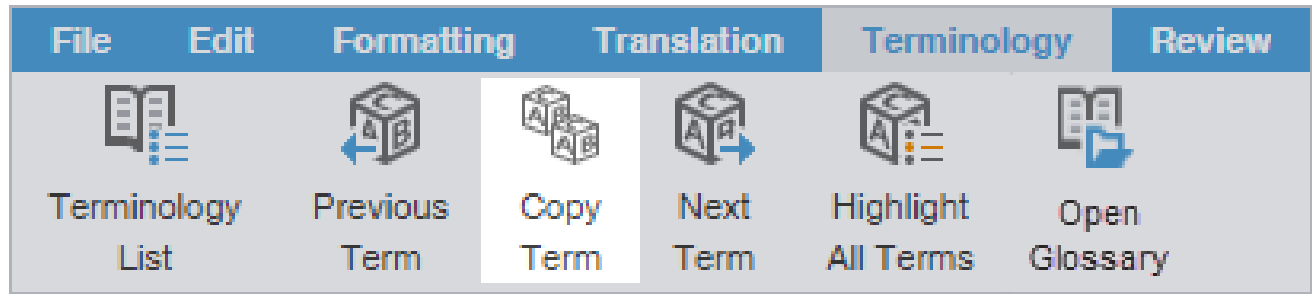 File Edit Formatting Translation Terminology Review
Terminology List
Previous Term
Copy Term
Next Term
Highlight All Terms
Open Glossary